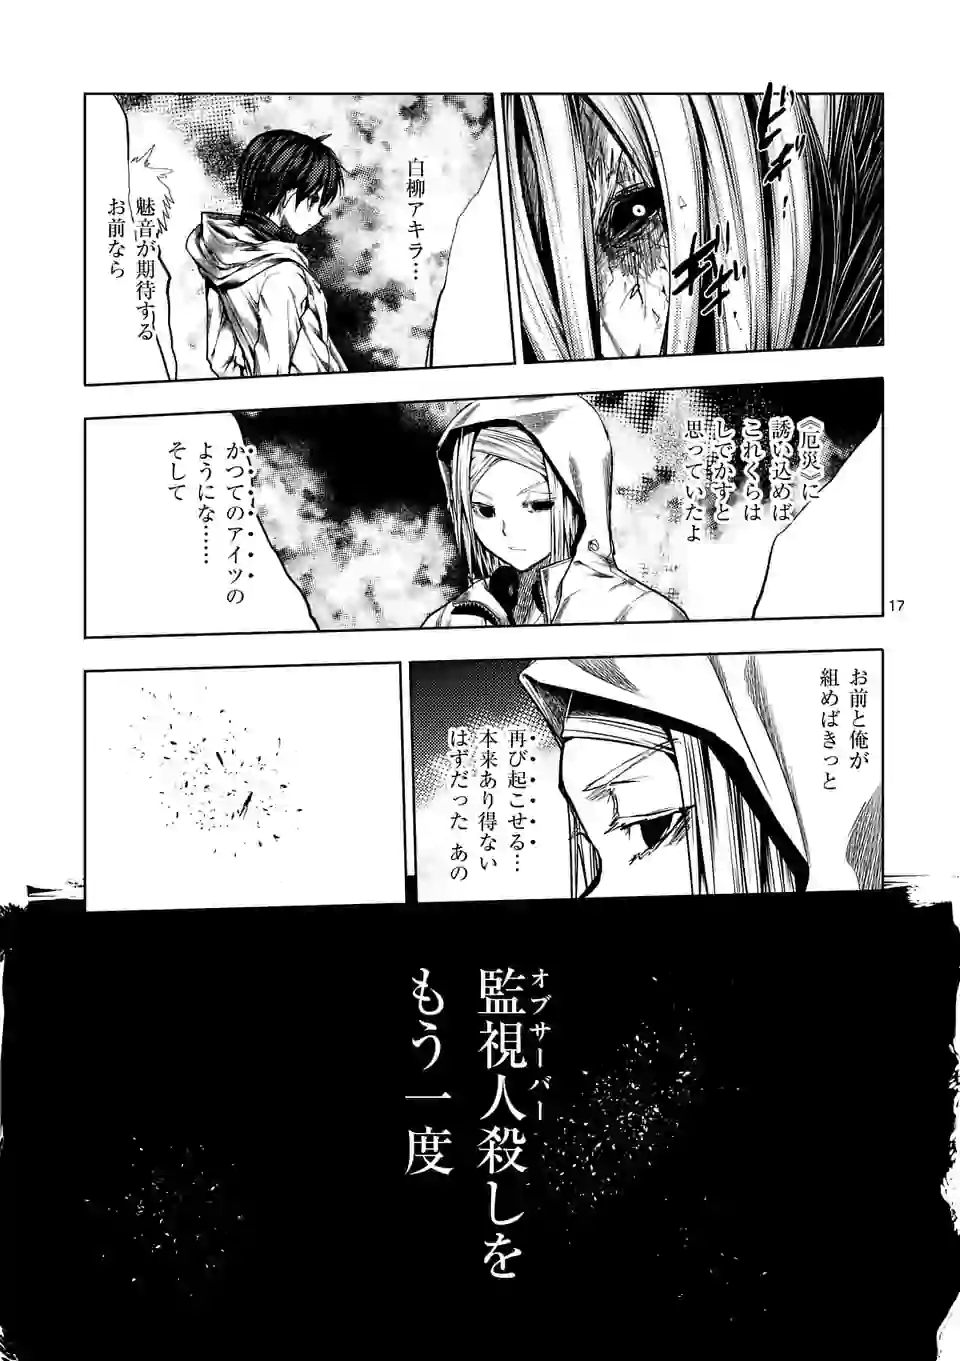 ドドド
ギギギ
白柳アキラ…
魅音が期待する
お前なら
《厄災》に
誘い込めば
これくらは
しでかすと
思っていたよ
かつてのアイツの
ようにな……
そして
17
お前と俺が
組めばきっと
再び起こせる…
本来あり得ない
はずだった あの
オブサーバー
監視人殺しを
もう一度